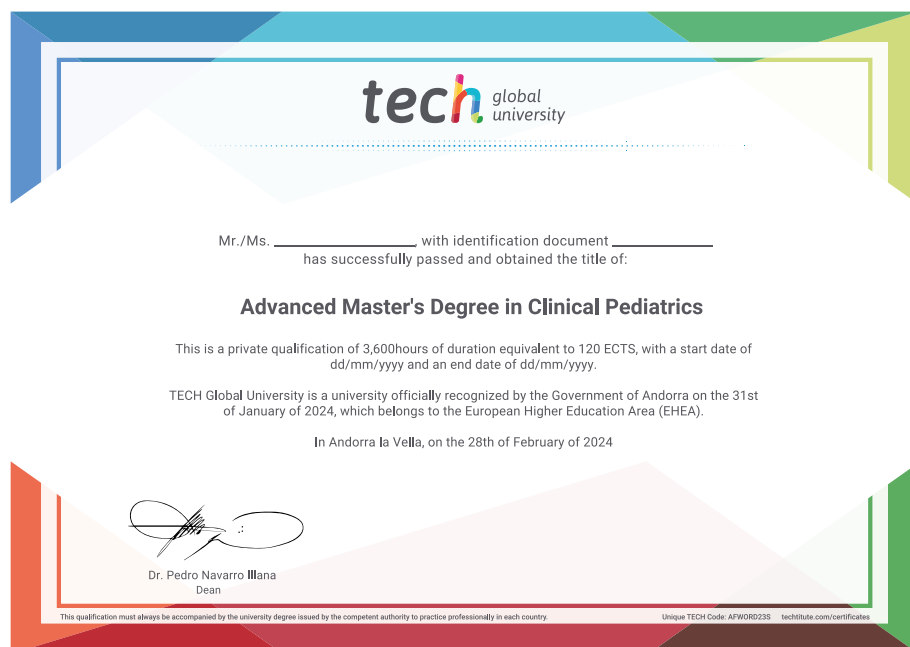 tech global
university
Mr./Ms. ____________, with identification document ____________
has successfully passed and obtained the title of:
Advanced Master's Degree in Clinical Pediatrics
This is a private qualification of 3,600hours of duration equivalent to 120 ECTS, with a start date of
dd/mm/yyyy and an end date of dd/mm/yyyy.
TECH Global University is a university officially recognized by the Government of Andorra on the 31st
of January of 2024, which belongs to the European Higher Education Area (EHEA).
In Andorra la Vella, on the 28th of February of 2024
Dr. Pedro Navarro Illana
Dean
This qualification must always be accompanied by the university degree issued by the competent authority to practice professionally in each country. Unique TECH Code: AFWORD23S techtitute.com/certificates